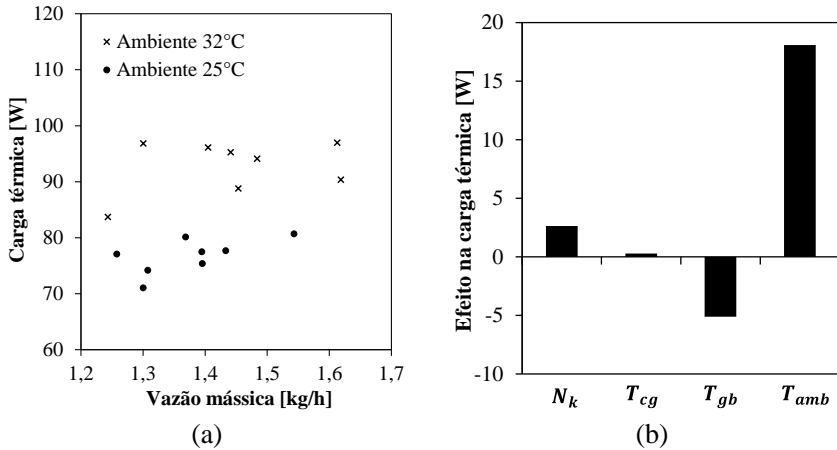 120
110
100
90
80
70
60
Carga térmica [W]
× Ambiente 32°C
● Ambiente 25°C
1,2 1,3 1,4 1,5 1,6 1,7
Vazão mássica [kg/h]
(a)
20
15
10
5
0
-5
-10
Efeito na carga térmica [W]
N_k T_cg T_gb T_amb
(b)